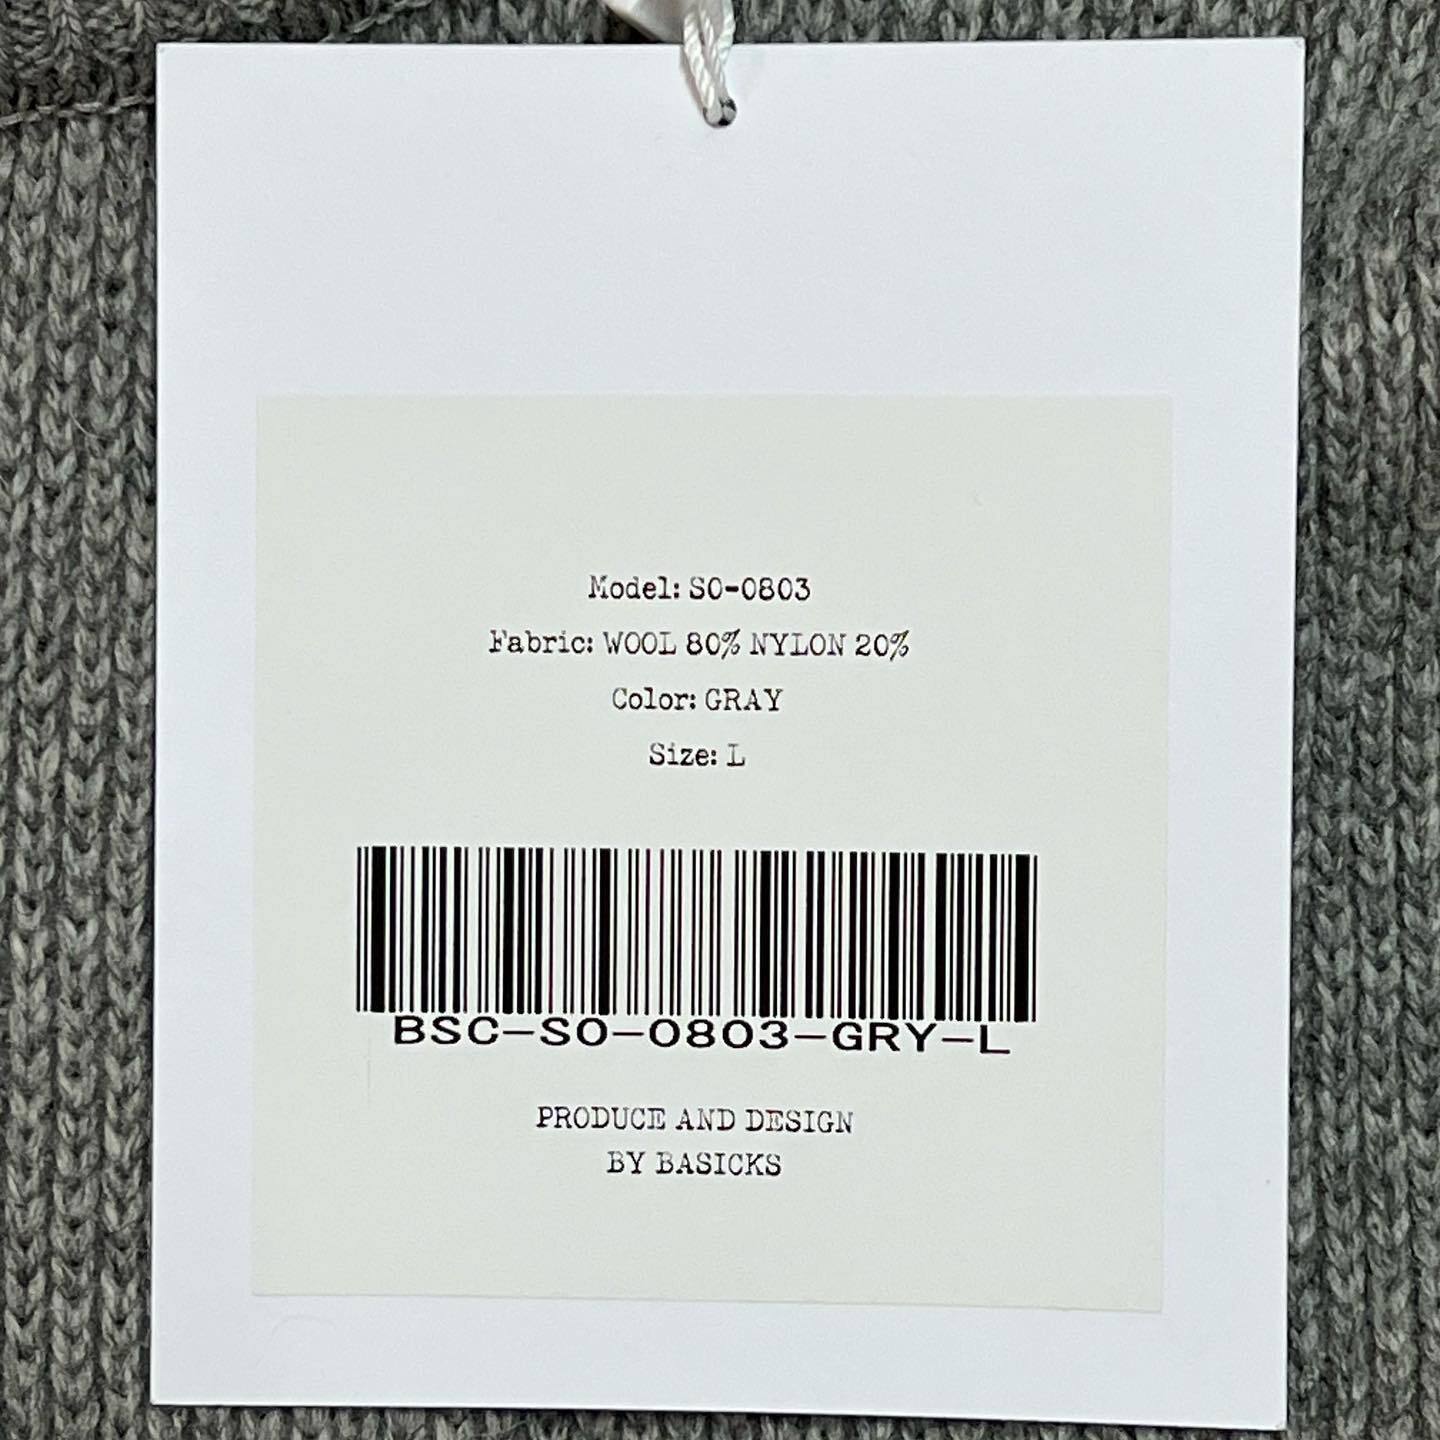 Model: SO-0803
Fabric: WOOL 80% NYLON 20%
Color: GRAY
Size: L
BSC-SO-0803-GRY-L
PRODUCE AND DESIGN
BY BASICKS